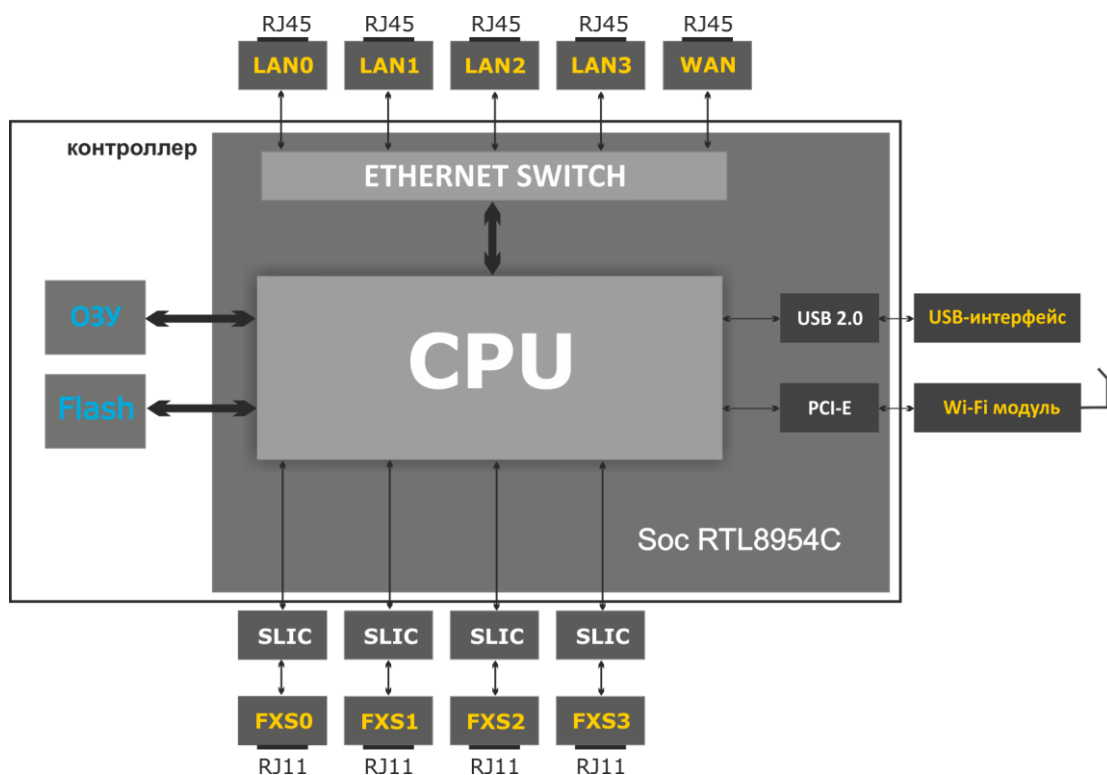 RJ45 RJ45 RJ45 RJ45 RJ45
LAN0 LAN1 LAN2 LAN3 WAN
контроллер
ETHERNET SWITCH
ОЗУ
CPU
USB 2.0
USB-интерфейс
Flash
PCI-E
Wi-Fi модуль
Soc RTL8954C
SLIC SLIC SLIC SLIC
FXS0 FXS1 FXS2 FXS3
RJ11 RJ11 RJ11 RJ11